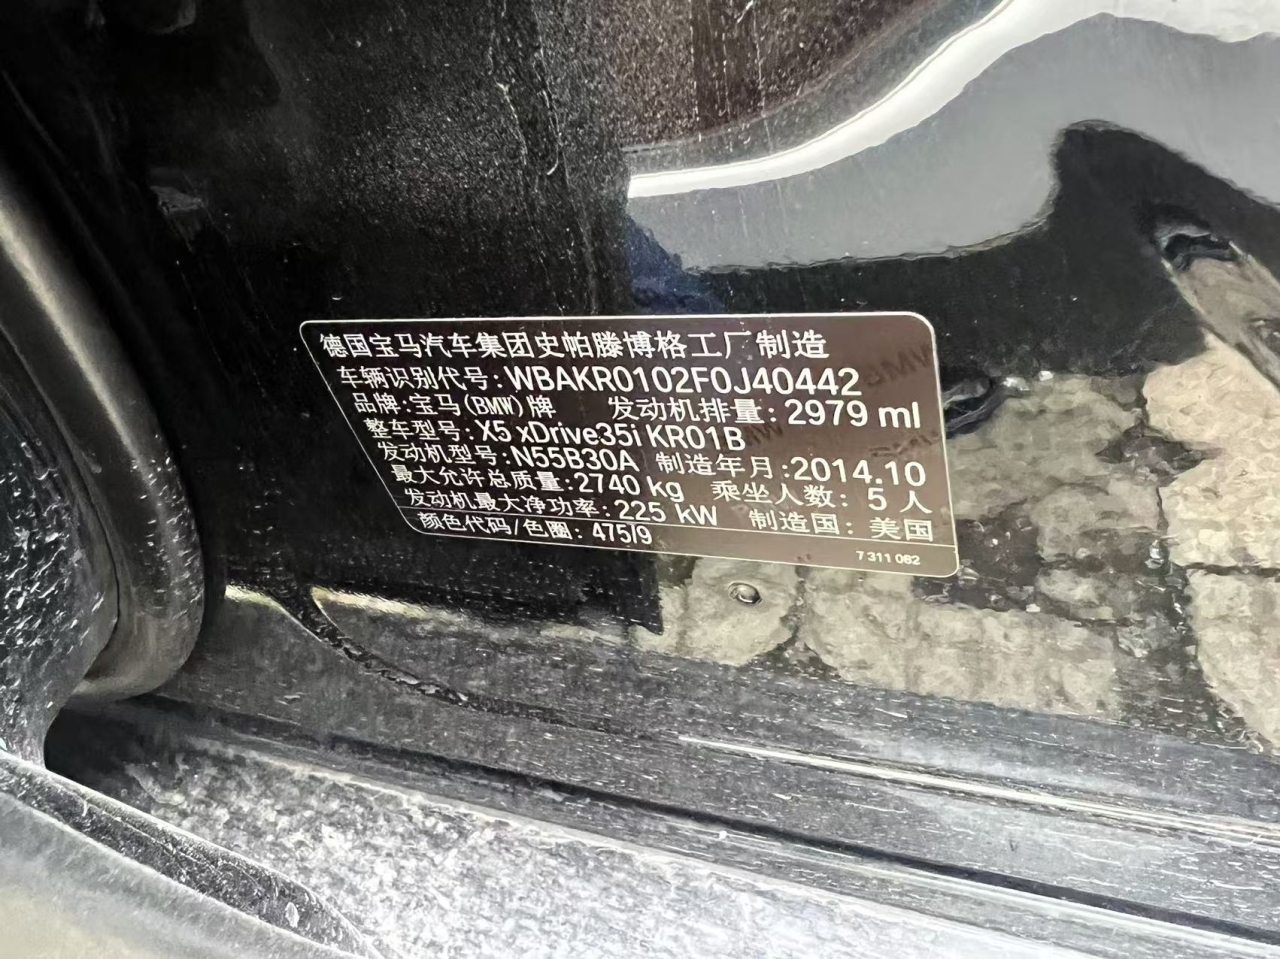 德国宝马汽车集团史帕滕博格工厂制造
车辆识别代号: WBAKR0102F0J40442
品牌: 宝马(BMW)牌 发动机排量: 2979 ml
整车型号: X5 xDrive35i KR01B
发动机型号: N55B30A 制造年月: 2014.10
最大允许总质量: 2740 kg 乘坐人数: 5 人
发动机最大净功率: 225 kW 制造国: 美国
颜色代码/色圈: 475/9
7 311 062